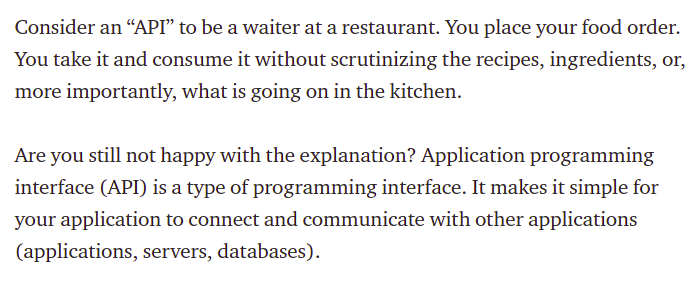 Consider an “API” to be a waiter at a restaurant. You place your food order.
You take it and consume it without scrutinizing the recipes, ingredients, or,
more importantly, what is going on in the kitchen.
Are you still not happy with the explanation? Application programming
interface (API) is a type of programming interface. It makes it simple for
your application to connect and communicate with other applications
(applications, servers, databases).